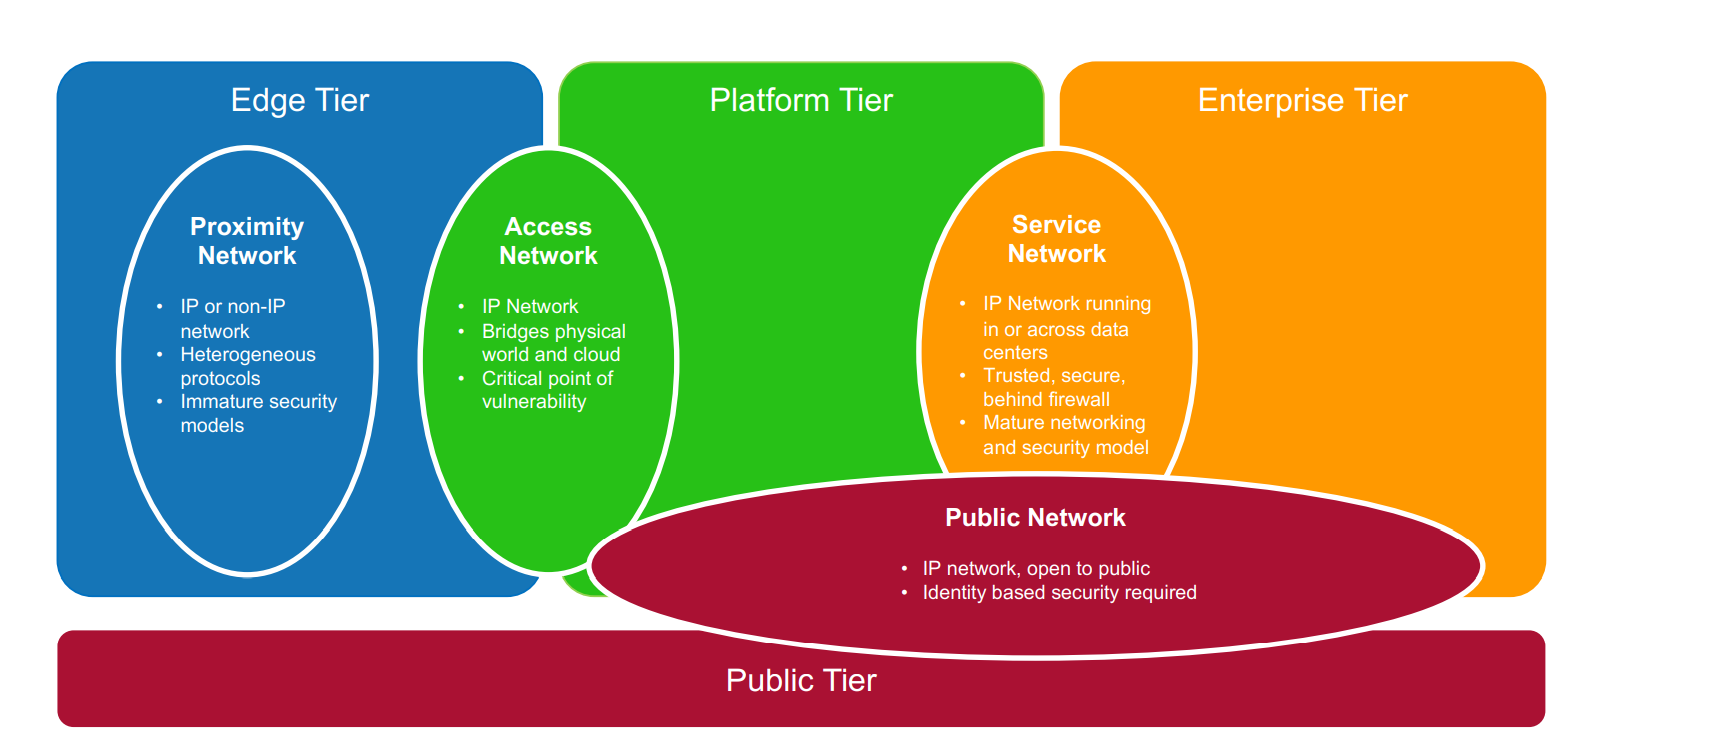 Edge Tier
Platform Tier
Enterprise Tier
Proximity
Network
• IP or non-IP
network
• Heterogeneous
protocols
• Immature security
models
Access
Network
• IP Network
• Bridges physical
world and cloud
• Critical point of
vulnerability
Service
Network
• IP Network running
in or across data
centers
• Trusted, secure,
behind firewall
• Mature networking
and security model
Public Network
• IP network, open to public
• Identity based security required
Public Tier